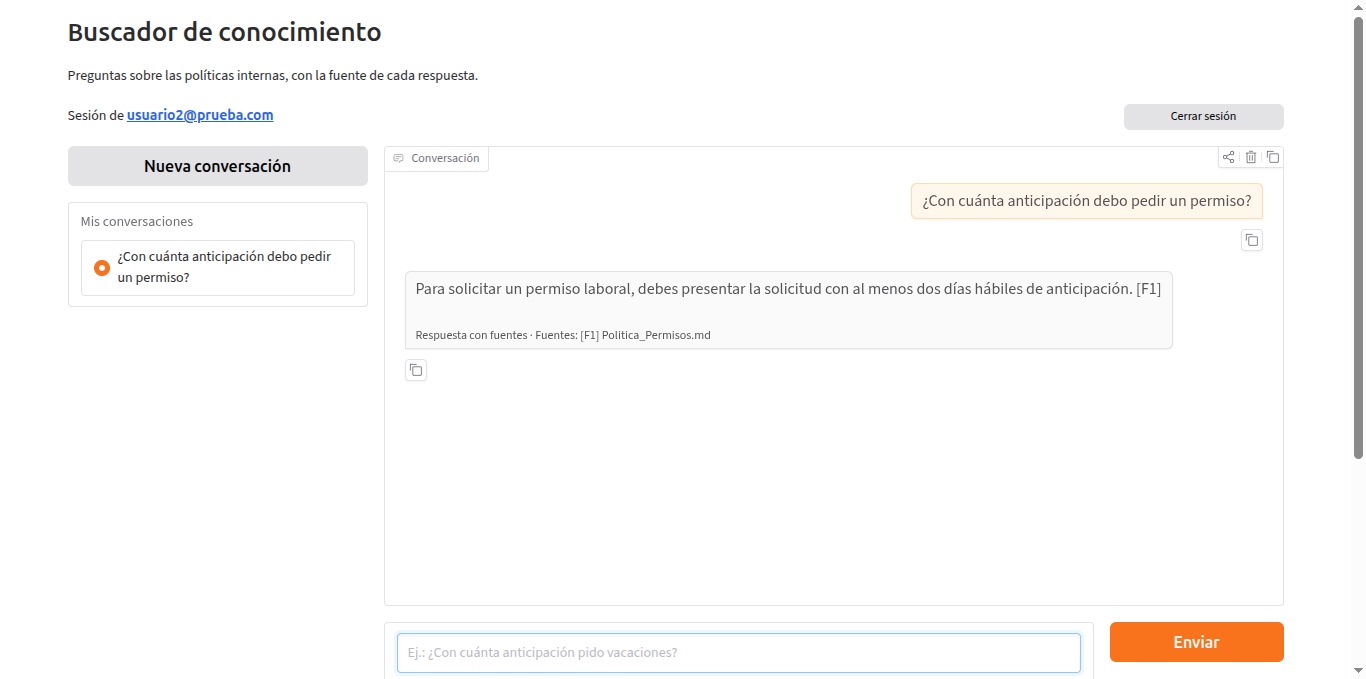 Buscador de conocimiento
Preguntas sobre las políticas internas, con la fuente de cada respuesta.
Sesión de usuario2@prueba.com
Cerrar sesión
Nueva conversación
Mis conversaciones
¿Con cuánta anticipación debo pedir
un permiso?
Conversación
¿Con cuánta anticipación debo pedir un permiso?
Para solicitar un permiso laboral, debes presentar la solicitud con al menos dos días hábiles de anticipación. [F1]
Respuesta con fuentes · Fuentes: [F1] Politica_Permisos.md
Ej.: ¿Con cuánta anticipación pido vacaciones?
Enviar